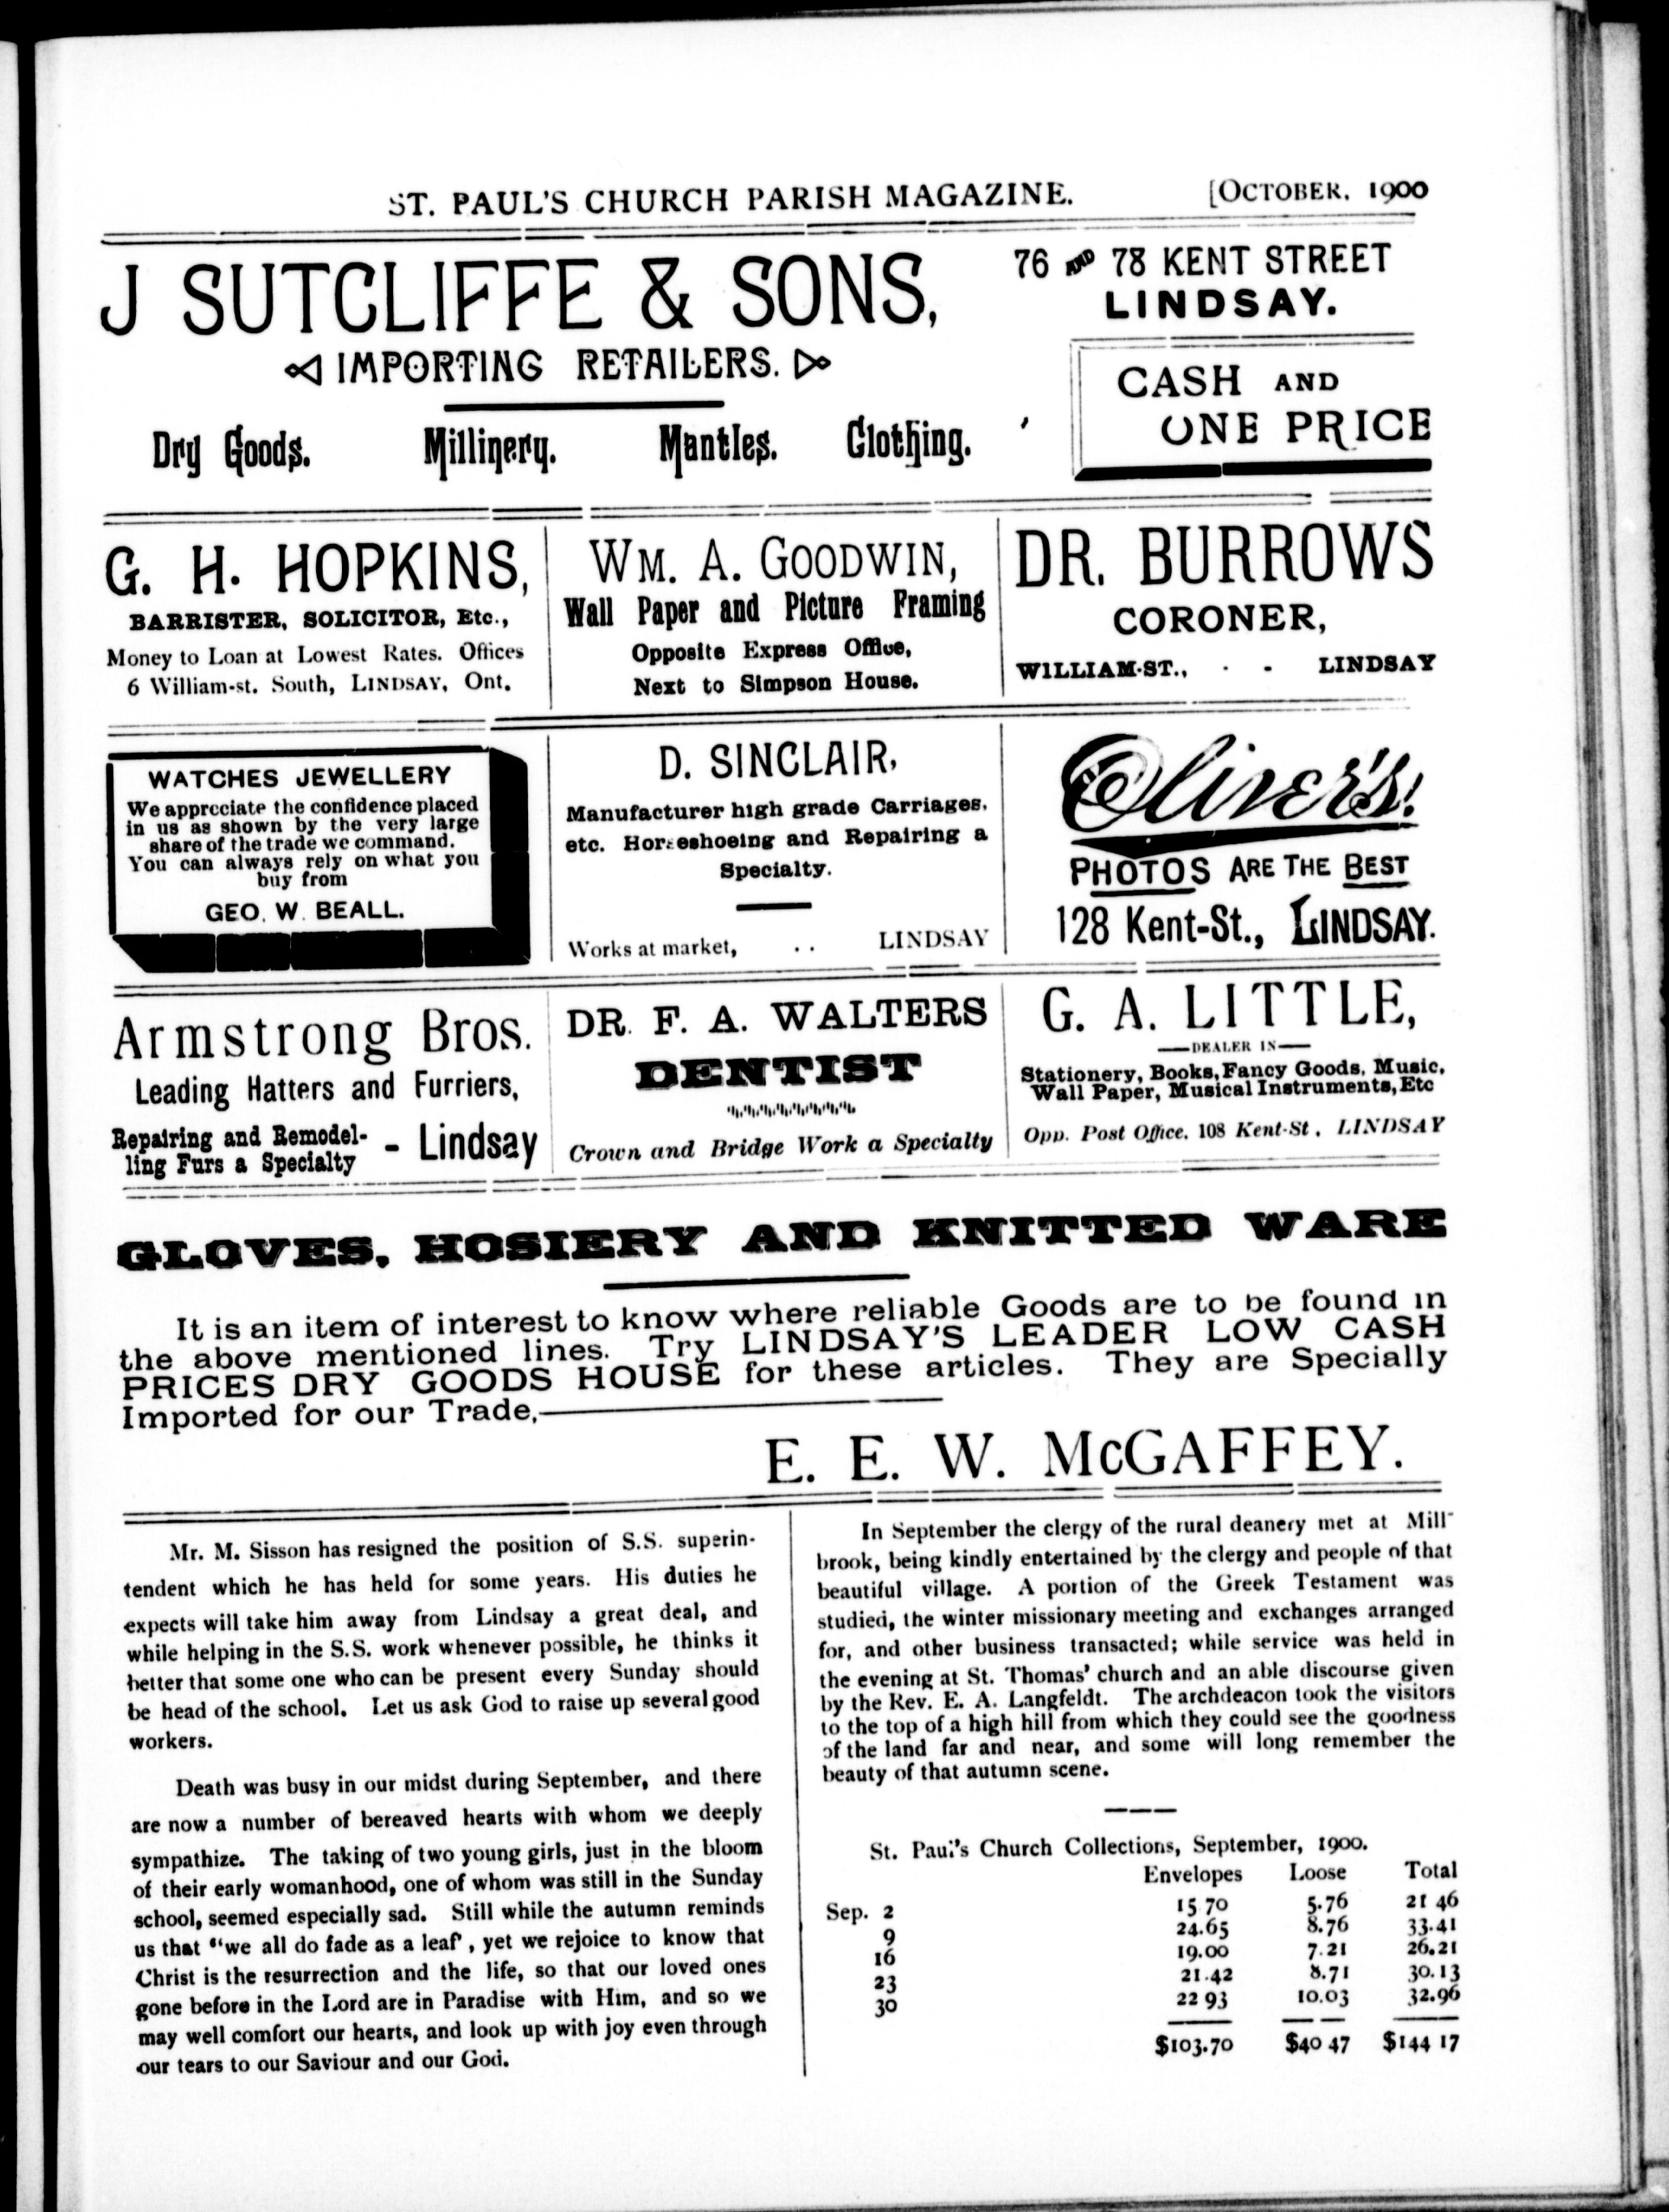 ST. PAUL'S CHURCH PARISH MAGAZINE. [OCTOBER, 1900
J SUTCLIFFE & SONS,
IMPORTING RETAILERS.
Dry Goods. Millinery. Mantles. Clothing.
76 AND 78 KENT STREET
LINDSAY.
CASH AND
ONE PRICE
G. H. HOPKINS,
BARRISTER, SOLICITOR, Etc.,
Money to Loan at Lowest Rates. Offices
6 William-st. South, LINDSAY, Ont.
WM. A. GOODWIN,
Wall Paper and Picture Framing
Opposite Express Office,
Next to Simpson House.
DR. BURROWS
CORONER,
WILLIAM-ST., - - LINDSAY
WATCHES JEWELLERY
We appreciate the confidence placed
in us as shown by the very large
share of the trade we command.
You can always rely on what you
buy from
GEO. W. BEALL.
D. SINCLAIR,
Manufacturer high grade Carriages,
etc. Horseshoeing and Repairing a
Specialty.
Works at market, . . LINDSAY
Oliver's!
PHOTOS ARE THE BEST
128 Kent-St., LINDSAY.
Armstrong Bros.
Leading Hatters and Furriers,
Repairing and Remodel-
ling Furs a Specialty - Lindsay
DR. F. A. WALTERS
DENTIST
Crown and Bridge Work a Specialty
G. A. LITTLE,
—DEALER IN—
Stationery, Books, Fancy Goods, Music,
Wall Paper, Musical Instruments, Etc
Opp. Post Office. 108 Kent-St. LINDSAY
GLOVES, HOSIERY AND KNITTED WARE
It is an item of interest to know where reliable Goods are to be found in
the above mentioned lines. Try LINDSAY'S LEADER LOW CASH
PRICES DRY GOODS HOUSE for these articles. They are Specially
Imported for our Trade,—
E. E. W. McGAFFEY.
Mr. M. Sisson has resigned the position of S.S. superin-
tendent which he has held for some years. His duties he
expects will take him away from Lindsay a great deal, and
while helping in the S.S. work whenever possible, he thinks it
better that some one who can be present every Sunday should
be head of the school. Let us ask God to raise up several good
workers.
Death was busy in our midst during September, and there
are now a number of bereaved hearts with whom we deeply
sympathize. The taking of two young girls, just in the bloom
of their early womanhood, one of whom was still in the Sunday
school, seemed especially sad. Still while the autumn reminds
us that "we all do fade as a leaf', yet we rejoice to know that
Christ is the resurrection and the life, so that our loved ones
gone before in the Lord are in Paradise with Him, and so we
may well comfort our hearts, and look up with joy even through
our tears to our Saviour and our God.
In September the clergy of the rural deanery met at Mill-
brook, being kindly entertained by the clergy and people of that
beautiful village. A portion of the Greek Testament was
studied, the winter missionary meeting and exchanges arranged
for, and other business transacted; while service was held in
the evening at St. Thomas' church and an able discourse given
by the Rev. E. A. Langfeldt. The archdeacon took the visitors
to the top of a high hill from which they could see the goodness
of the land far and near, and some will long remember the
beauty of that autumn scene.
St. Paul's Church Collections, September, 1900.
Envelopes Loose Total
Sep. 2 15 70 5.76 21 46
9 24.65 8.76 33.41
16 19.00 7.21 26.21
23 21.42 8.71 30.13
30 22 93 10.03 32.96
$103.70 $40 47 $144 17